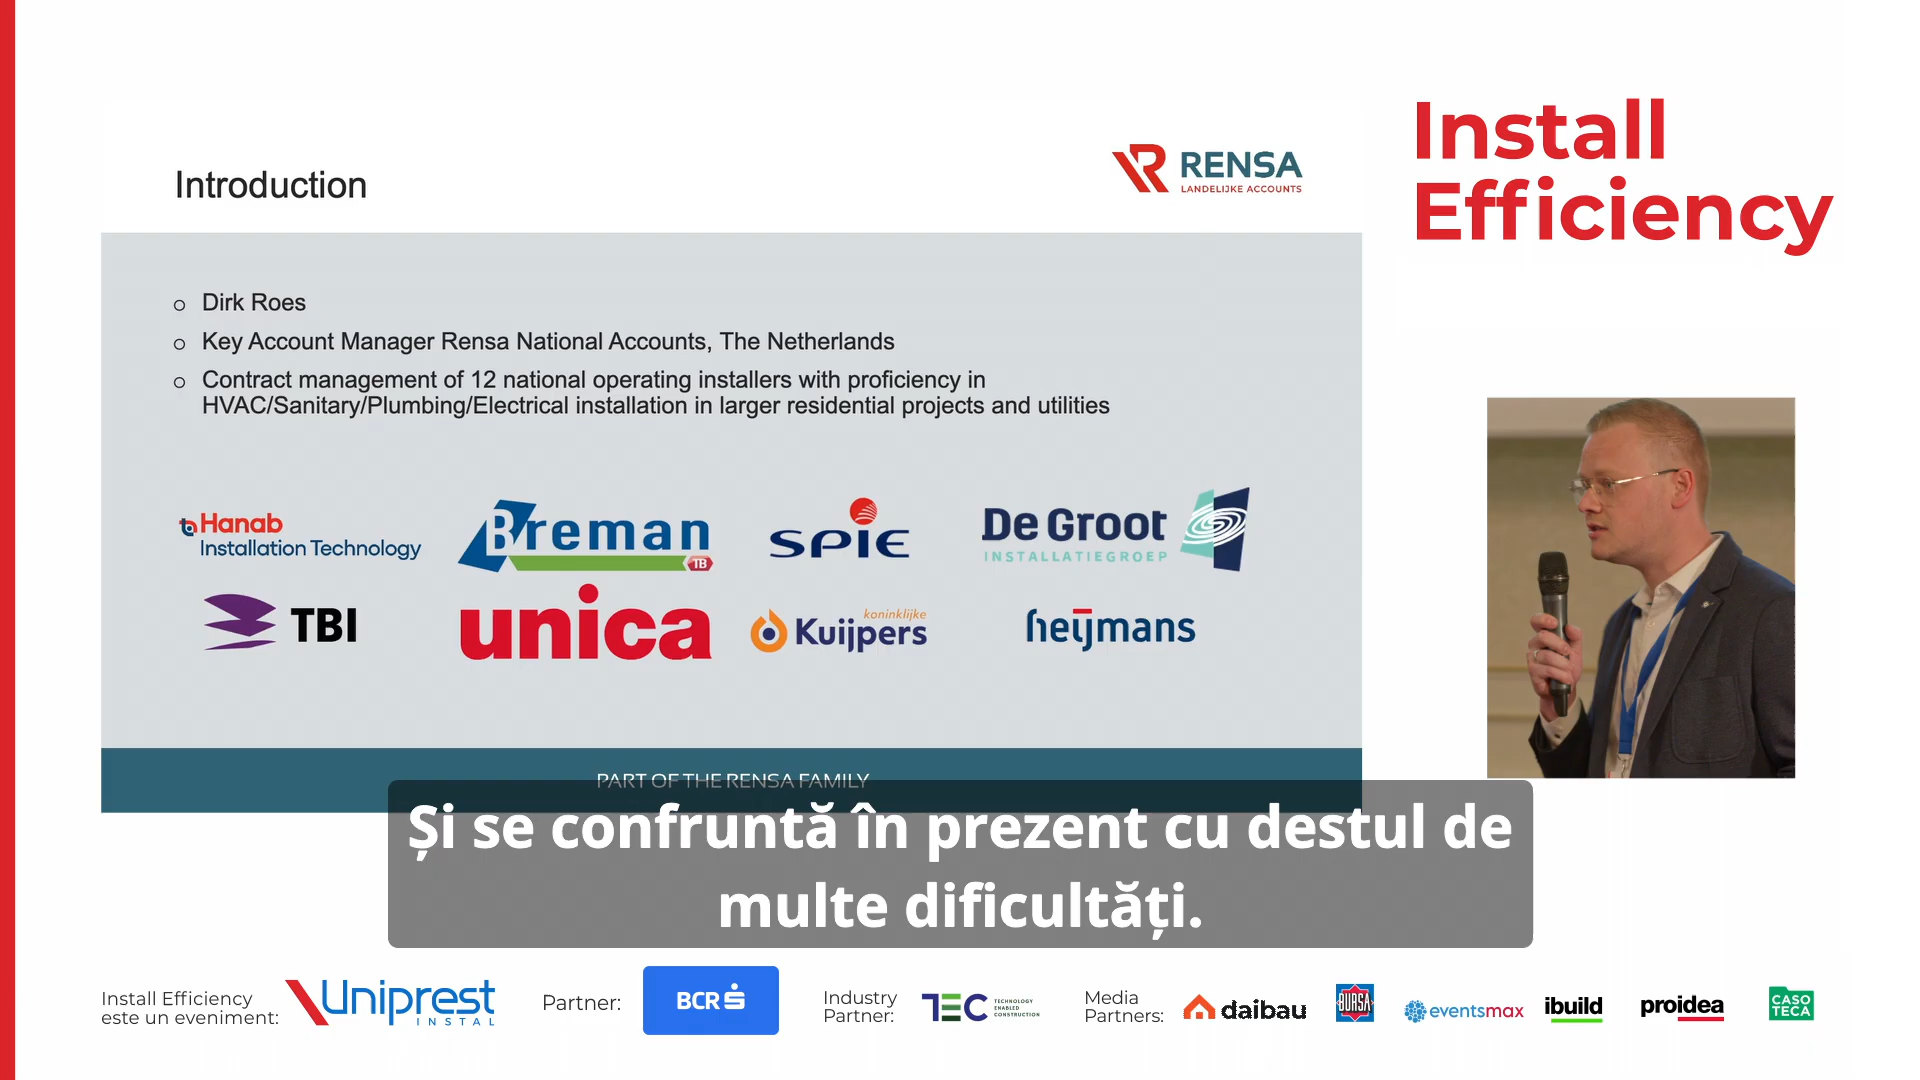 Install
Efficiency
Introduction
RENSA
LANDELIJKE ACCOUNTS
Dirk Roes
Key Account Manager Rensa National Accounts, The Netherlands
Contract management of 12 national operating installers with proficiency in
HVAC/Sanitary/Plumbing/Electrical installation in larger residential projects and utilities
Hanab
Installation Technology
Breman
TB
SPIE
De Groot
INSTALLATIEGROEP
TBI
unica
koninklijke
Kuijpers
heijmans
PART OF THE RENSA FAMILY
Și se confruntă în prezent cu destul de
multe dificultăți.
Install Efficiency
este un eveniment:
Uniprest
INSTAL
Partner:
BCR
Industry
Partner:
TEC
TECHNOLOGY
ENABLED
CONSTRUCTION
Media
Partners:
daibau
BURSA
eventsmax
ibuild
proidea
CASO
TECA